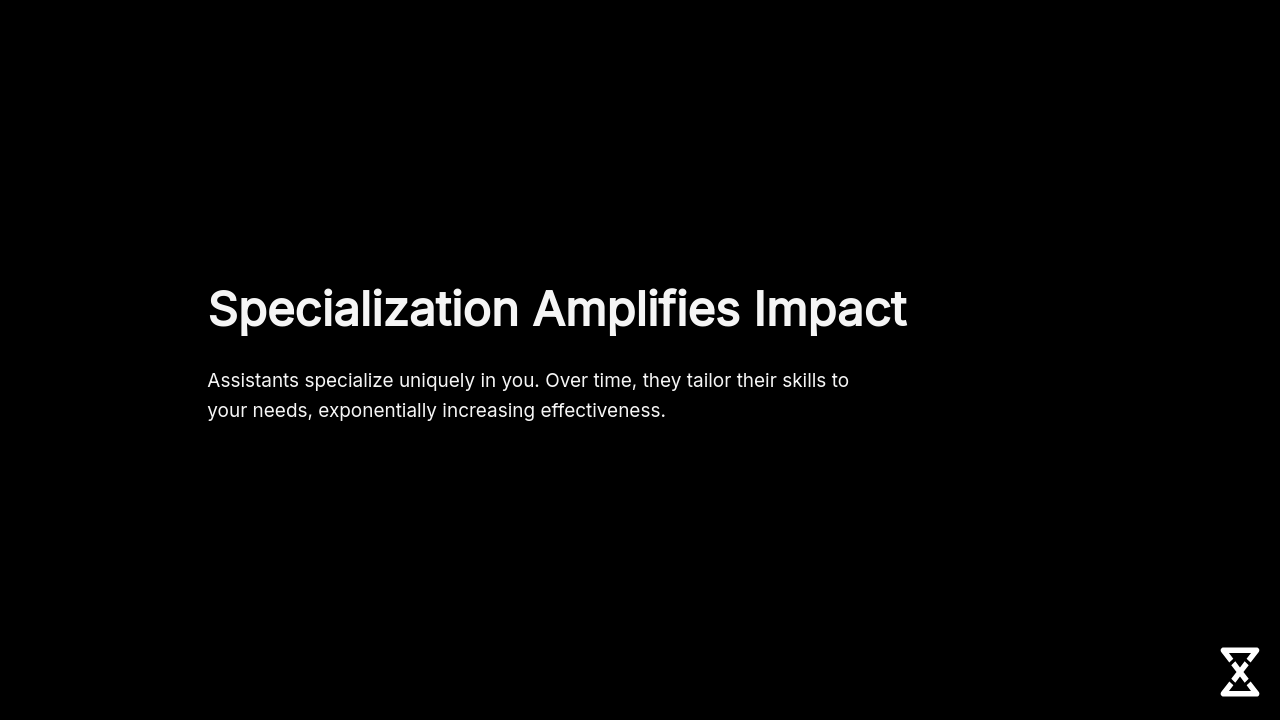 Specialization Amplifies Impact
Assistants specialize uniquely in you. Over time, they tailor their skills to
your needs, exponentially increasing effectiveness.